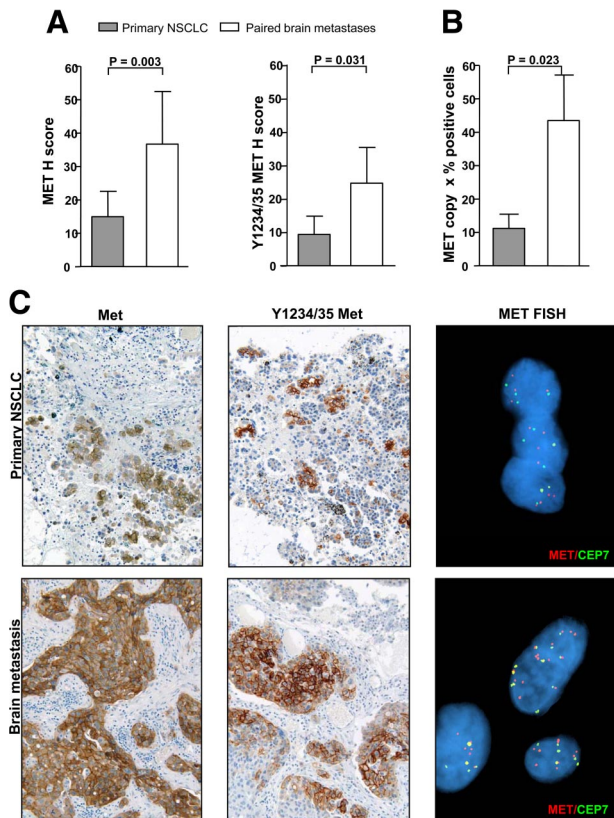 A
Primary NSCLC
Paired brain metastases
B
P = 0.003
MET H score
60
50
40
30
20
10
0
P = 0.031
Y1234/35 MET H score
60
50
40
30
20
10
0
P = 0.023
MET copy x % positive cells
60
50
40
30
20
10
0
C
Met
Y1234/35 Met
MET FISH
Primary NSCLC
MET/CEP7
Brain metastasis
MET/CEP7